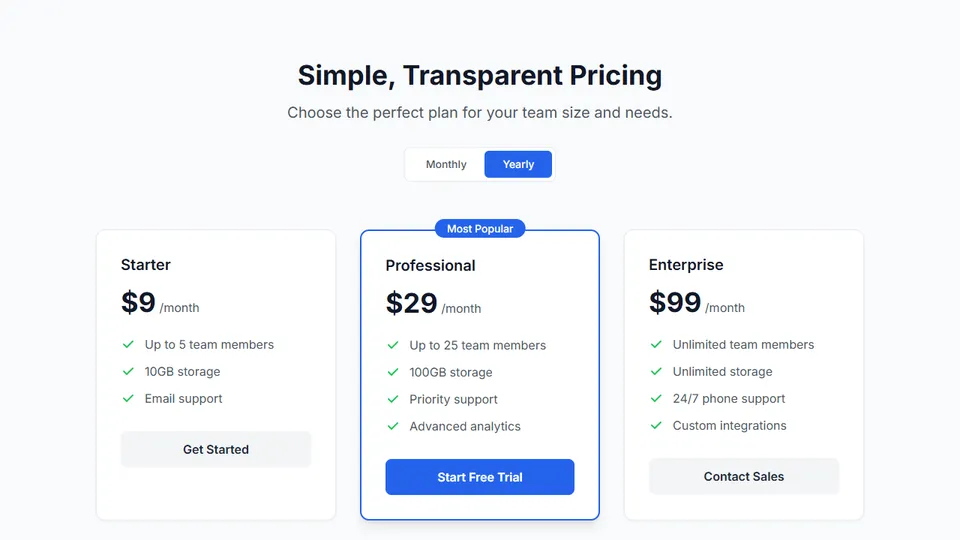 Simple, Transparent Pricing
Choose the perfect plan for your team size and needs.
Monthly
Yearly
Starter
$9 /month
Up to 5 team members
10GB storage
Email support
Get Started
Most Popular
Professional
$29 /month
Up to 25 team members
100GB storage
Priority support
Advanced analytics
Start Free Trial
Enterprise
$99 /month
Unlimited team members
Unlimited storage
24/7 phone support
Custom integrations
Contact Sales